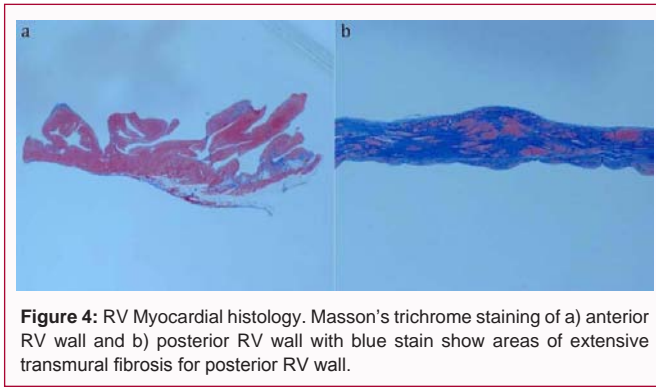 a
b
Figure 4: RV Myocardial histology. Masson's trichrome staining of a) anterior
RV wall and b) posterior RV wall with blue stain show areas of extensive
transmural fibrosis for posterior RV wall.